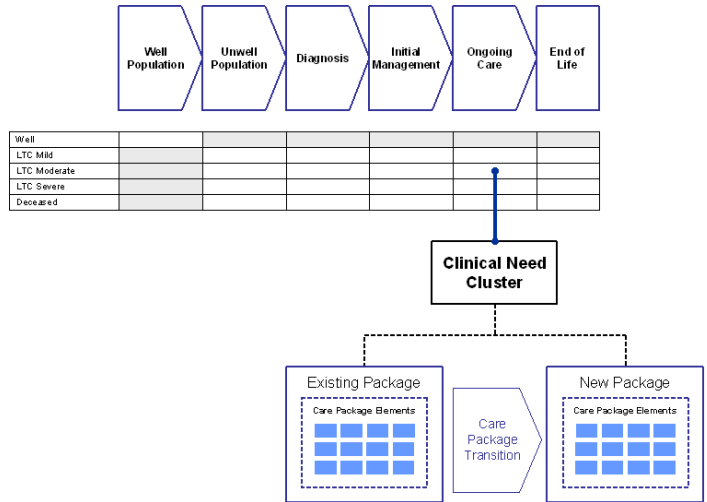 Well
Population
Unwell
Population
Diagnosis
Initial
Management
Ongoing
Care
End of
Life
Well
LTC Mild
LTC Moderate
LTC Severe
Deceased
Clinical Need
Cluster
Existing Package
Care Package Elements
Care
Package
Transition
New Package
Care Package Elements